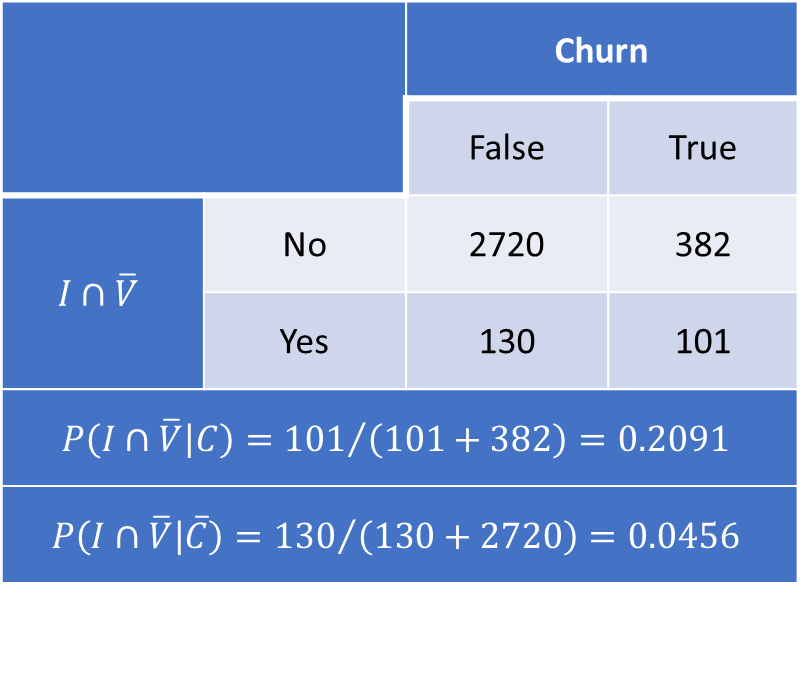 Churn
False True
No 2720 382
𝐼 ∩ V̅
Yes 130 101
𝑃(𝐼 ∩ V̅|𝐶) = 101/(101 + 382) = 0.2091
𝑃(𝐼 ∩ V̅|C̅) = 130/(130 + 2720) = 0.0456